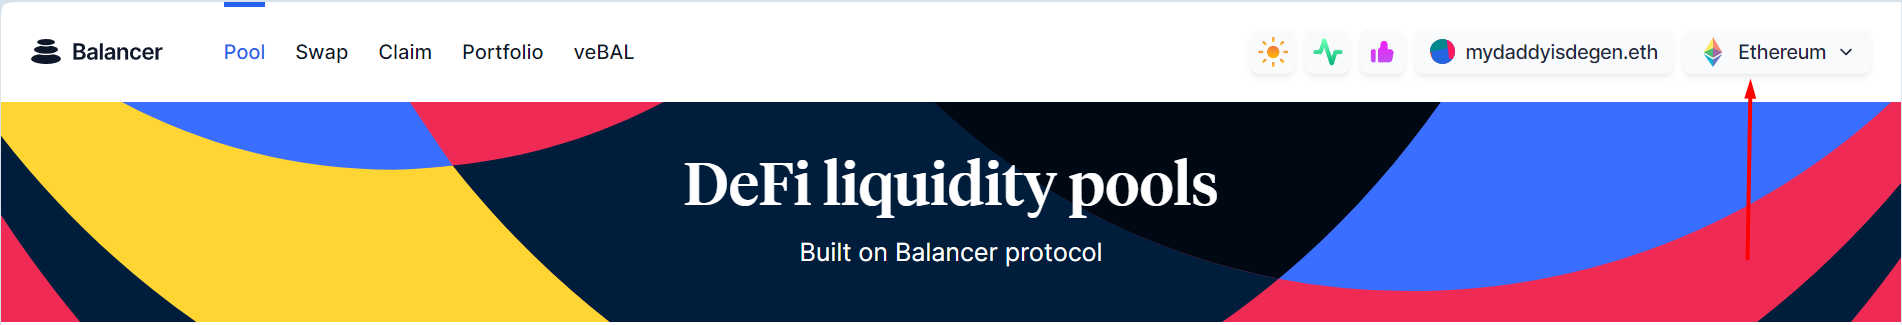 Balancer Pool Swap Claim Portfolio veBAL mydaddyisdegen.eth Ethereum
DeFi liquidity pools
Built on Balancer protocol